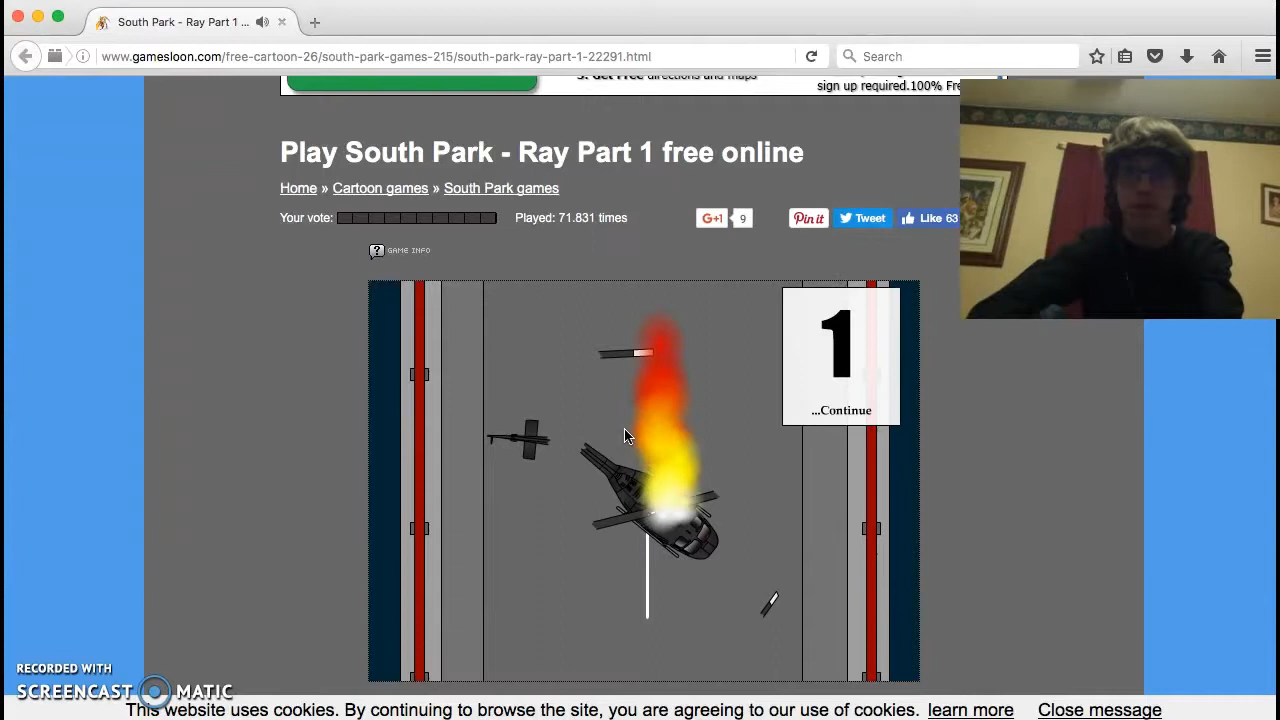 South Park - Ray Part 1 ...
www.gamesloon.com/free-cartoon-26/south-park-games-215/south-park-ray-part-1-22291.html
Search
3. Get Free directions and maps
sign up required.100% Fre
Play South Park - Ray Part 1 free online
Home » Cartoon games » South Park games
Your vote: Played: 71.831 times
G+1 9 Pin it Tweet Like 63
? GAME INFO
1
...Continue
RECORDED WITH
SCREENCAST MATIC
This website uses cookies. By continuing to browse the site, you are agreeing to our use of cookies. learn more Close message